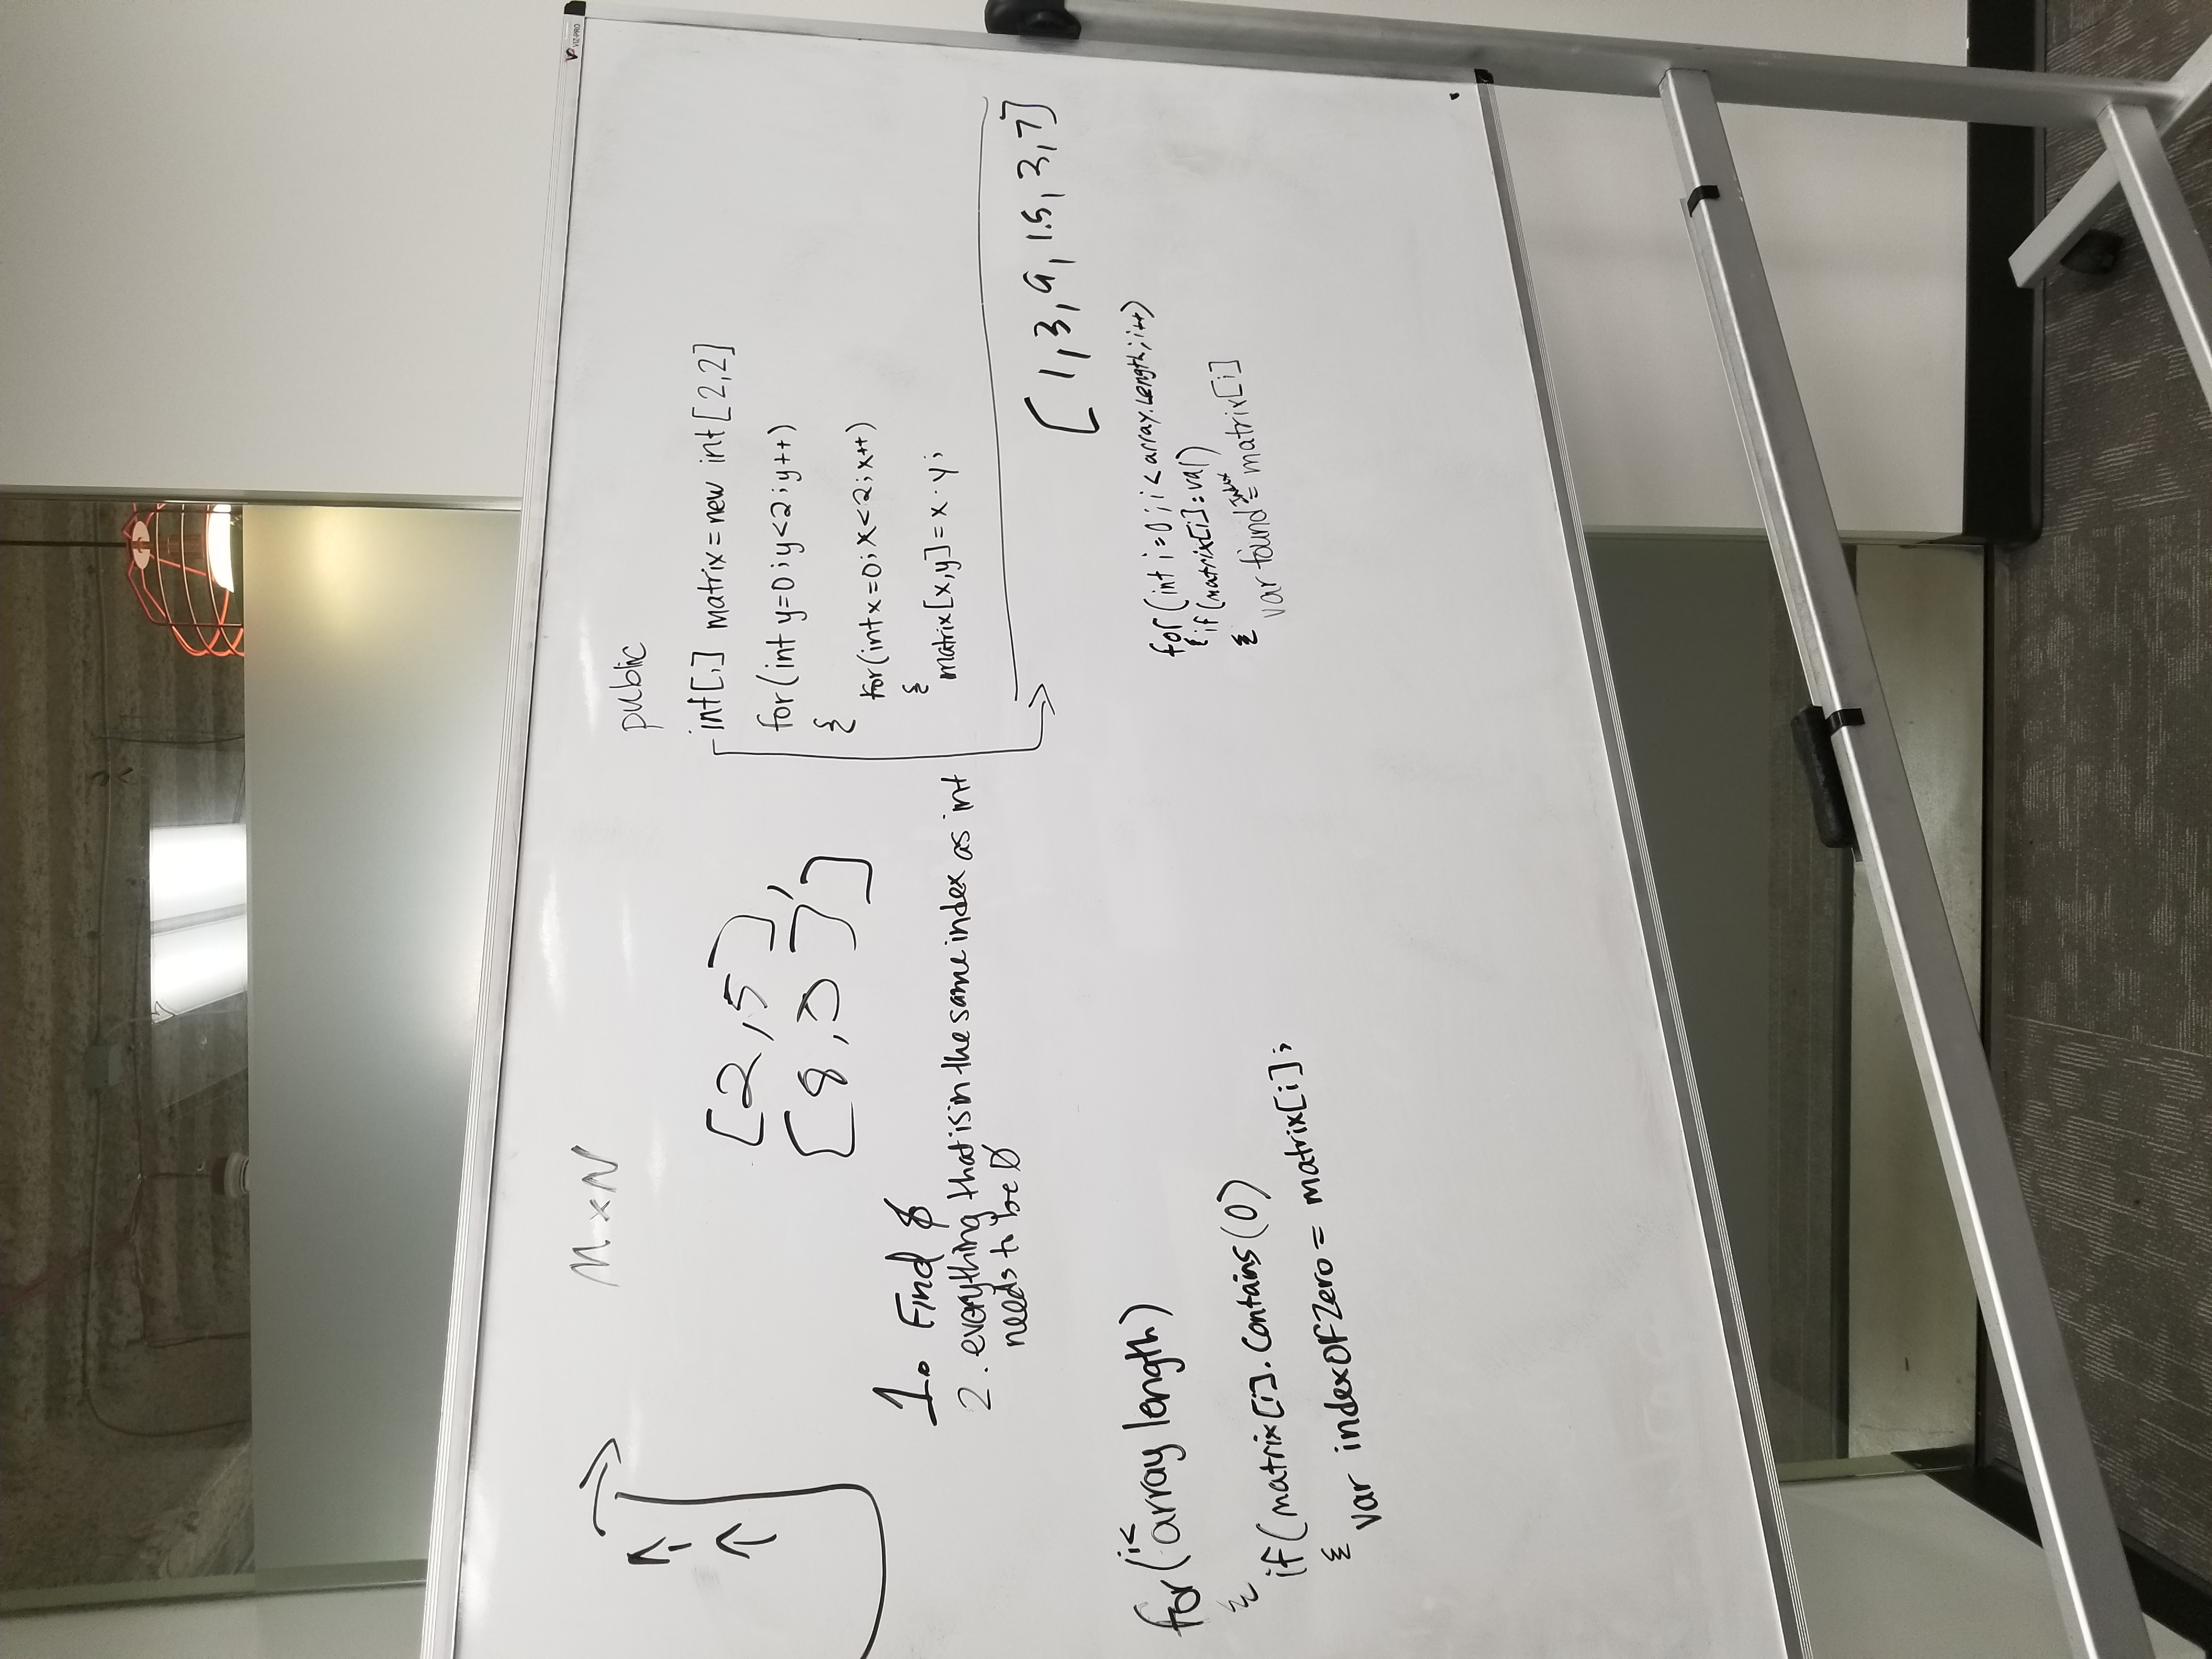 VIZ-PRO
M×N
[2,5],
[8,0]]
1. Find 0
2. everything that is in the same index as int
needs to be 0
for(i< array length)
{
if(matrix[i].Contains(0)
{
var indexOfZero = matrix[i];
public
int[,] matrix = new int[2,2]
for(int y=0;y<2;y++)
{
for(int x=0;x<2;x++)
{
matrix[x,y]=x·y;
[1,3,9,1.5,2,7]
for(int i=0;i<array.Length;i++)
{if(matrix[i]=val)
{
var foundIndex = matrix[i]